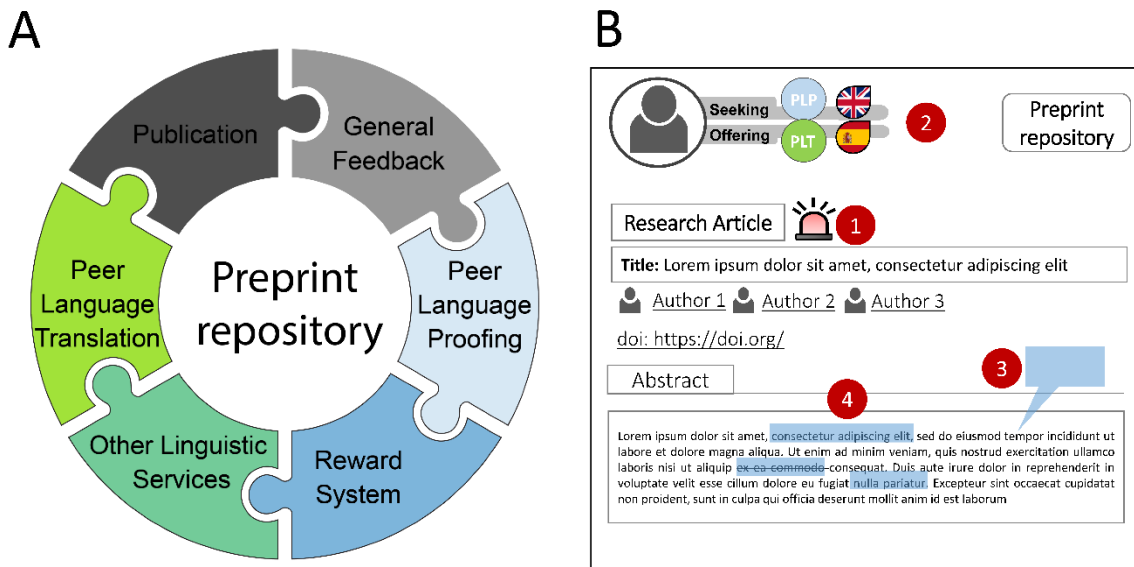 A
Publication
General
Feedback
Peer
Language
Proofing
Reward
System
Other Linguistic
Services
Peer
Language
Translation
Preprint
repository
B
Seeking
PLP
Offering
PLT
2
Preprint
repository
Research Article
1
Title: Lorem ipsum dolor sit amet, consectetur adipiscing elit
Author 1 Author 2 Author 3
doi: https://doi.org/
Abstract
3
4
Lorem ipsum dolor sit amet, consectetur adipiscing elit, sed do eiusmod tempor incididunt ut
labore et dolore magna aliqua. Ut enim ad minim veniam, quis nostrud exercitation ullamco
laboris nisi ut aliquip ex ea commodo consequat. Duis aute irure dolor in reprehenderit in
voluptate velit esse cillum dolore eu fugiat nulla pariatur. Excepteur sint occaecat cupidatat
non proident, sunt in culpa qui officia deserunt mollit anim id est laborum